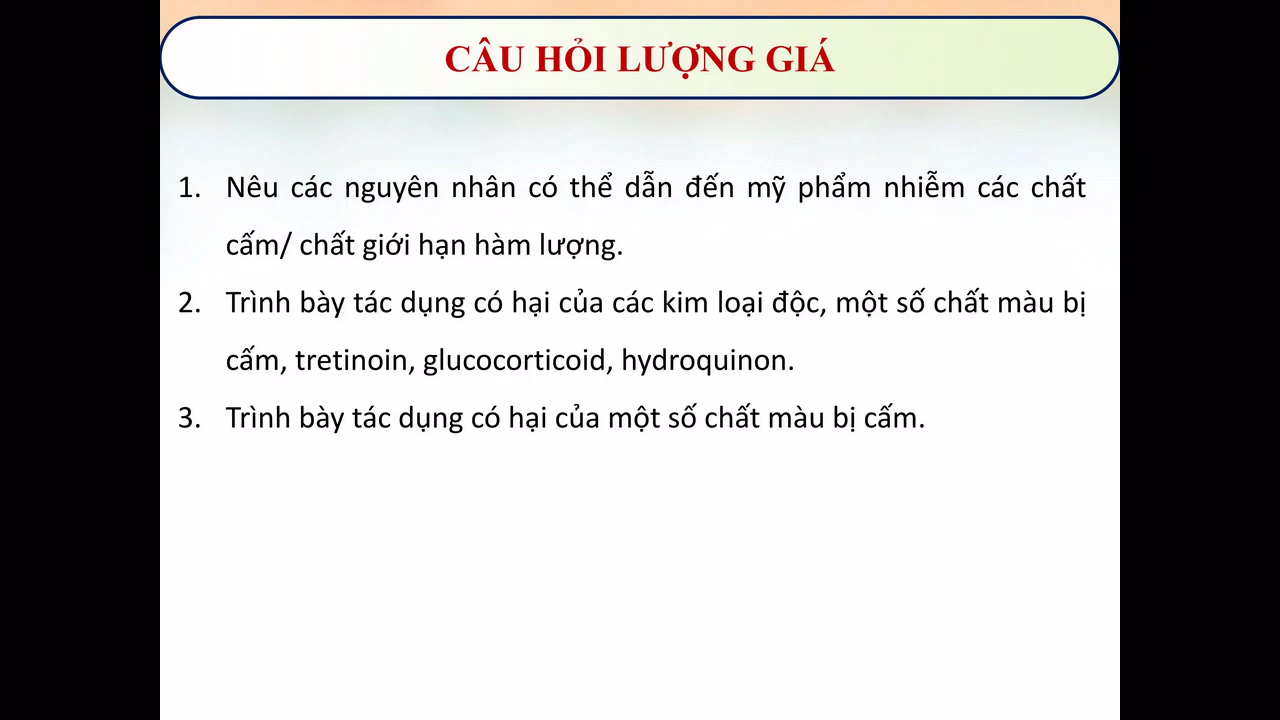 CÂU HỎI LƯỢNG GIÁ
1. Nêu các nguyên nhân có thể dẫn đến mỹ phẩm nhiễm các chất
cấm/ chất giới hạn hàm lượng.
2. Trình bày tác dụng có hại của các kim loại độc, một số chất màu bị
cấm, tretinoin, glucocorticoid, hydroquinon.
3. Trình bày tác dụng có hại của một số chất màu bị cấm.